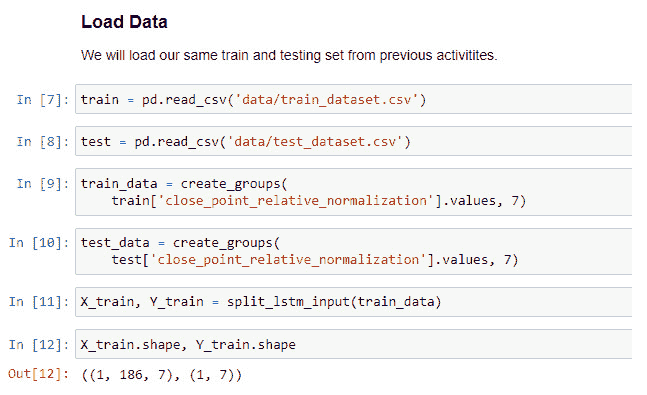 Load Data
We will load our same train and testing set from previous activitites.
In [7]: train = pd.read_csv('data/train_dataset.csv')
In [8]: test = pd.read_csv('data/test_dataset.csv')
In [9]: train_data = create_groups(
train['close_point_relative_normalization'].values, 7)
In [10]: test_data = create_groups(
test['close_point_relative_normalization'].values, 7)
In [11]: X_train, Y_train = split_lstm_input(train_data)
In [12]: X_train.shape, Y_train.shape
Out[12]: ((1, 186, 7), (1, 7))